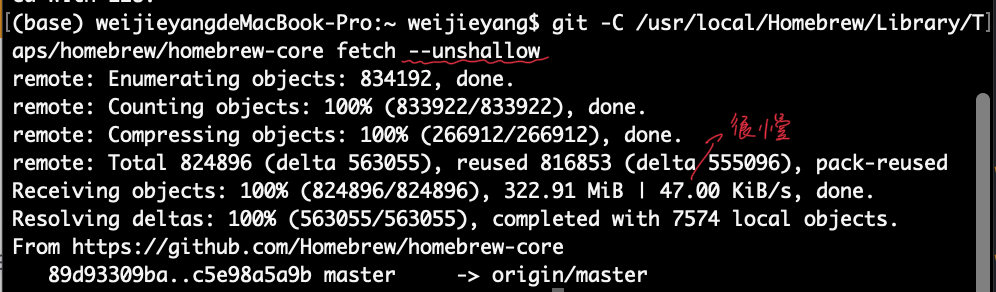 (base) weijieyangdeMacBook-Pro:~ weijieyang$ git -C /usr/local/Homebrew/Library/T
aps/homebrew/homebrew-core fetch --unshallow
remote: Enumerating objects: 834192, done.
remote: Counting objects: 100% (833922/833922), done.
remote: Compressing objects: 100% (266912/266912), done.
很慢
remote: Total 824896 (delta 563055), reused 816853 (delta 555096), pack-reused
Receiving objects: 100% (824896/824896), 322.91 MiB | 47.00 KiB/s, done.
Resolving deltas: 100% (563055/563055), completed with 7574 local objects.
From https://github.com/Homebrew/homebrew-core
89d93309ba..c5e98a5a9b master     -> origin/master